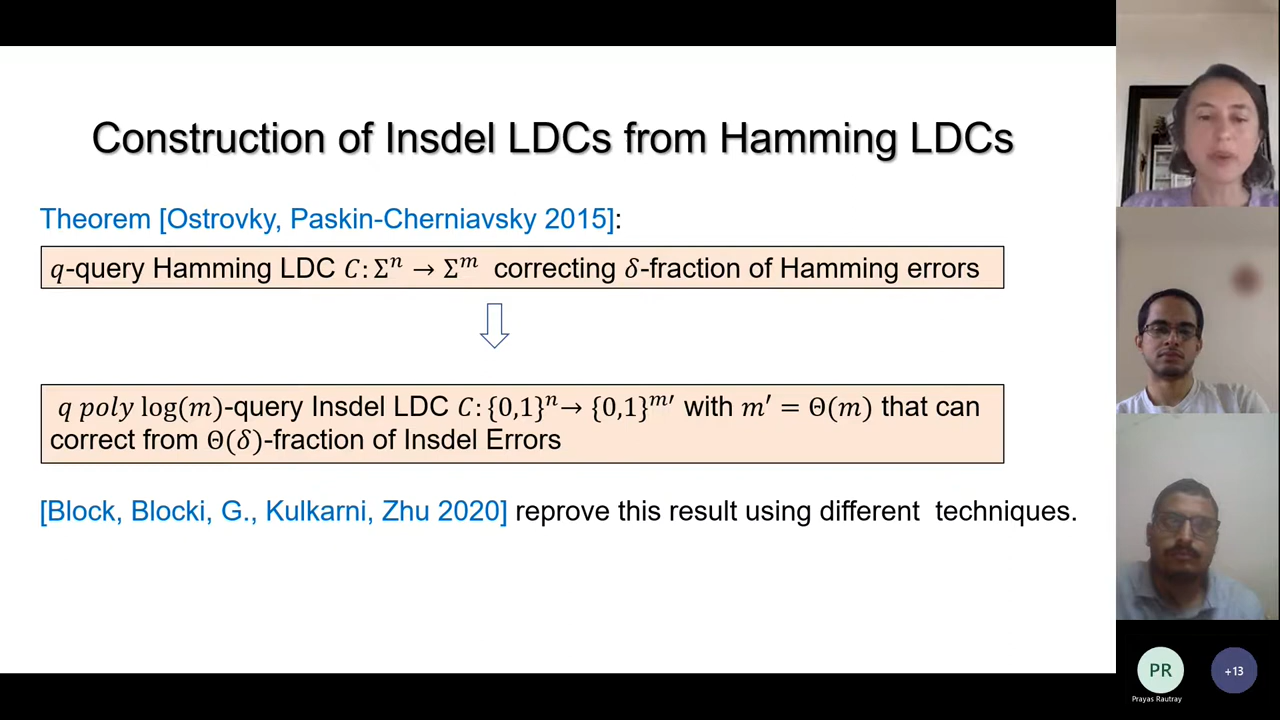 Construction of Insdel LDCs from Hamming LDCs
Theorem [Ostrovky, Paskin-Cherniavsky 2015]:
𝑞-query Hamming LDC 𝐶: Σⁿ → Σᵐ correcting 𝛿-fraction of Hamming errors
𝑞 𝑝𝑜𝑙𝑦 log(𝑚)-query Insdel LDC 𝐶: {0,1}ⁿ → {0,1}ᵐ′ with 𝑚′ = Θ(𝑚) that can
correct from Θ(𝛿)-fraction of Insdel Errors
[Block, Blocki, G., Kulkarni, Zhu 2020] reprove this result using different techniques.
PR
+13
Prayas Rautray